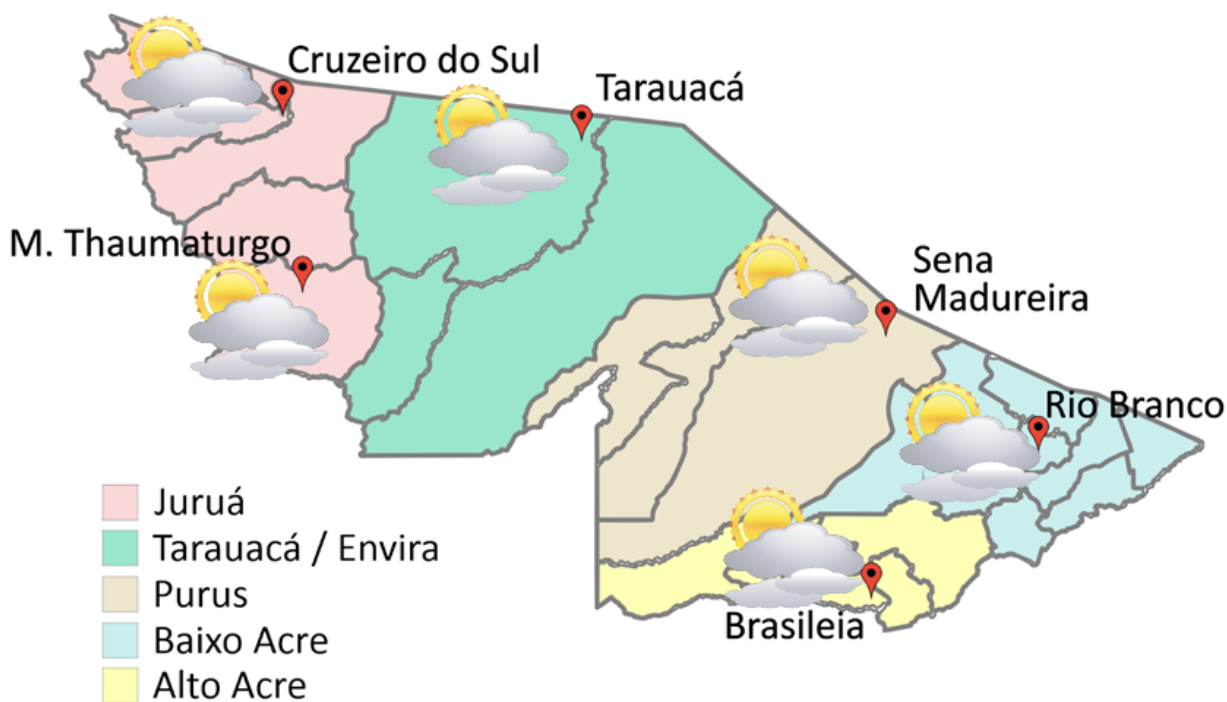 Cruzeiro do Sul
Tarauacá
M. Thaumaturgo
Sena
Madureira
Rio Branco
Brasileia
Juruá
Tarauacá / Envira
Purus
Baixo Acre
Alto Acre